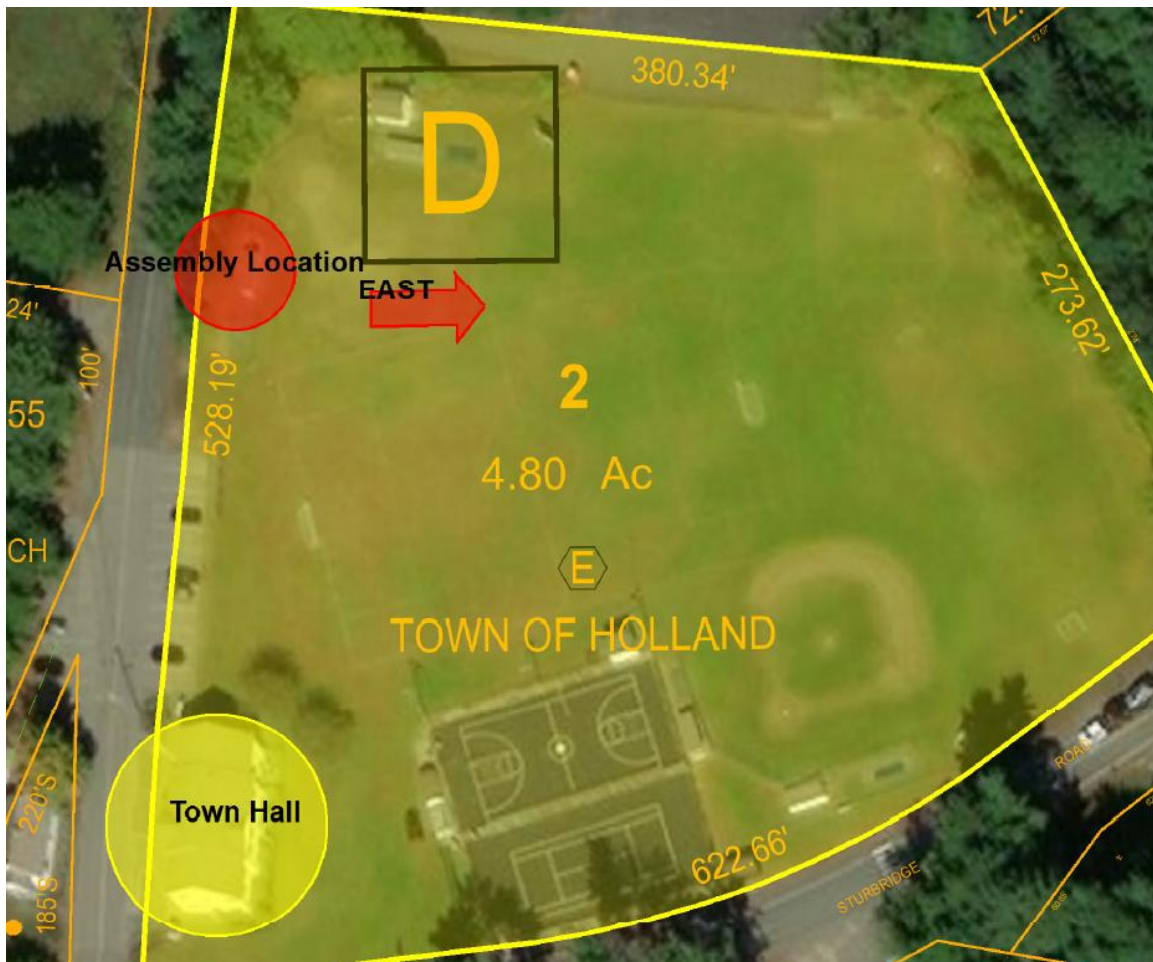 72.
380.34'
D
Assembly Location
EAST
24'
100'
528.19'
273.62'
2
55
4.80 Ac
CH
E
TOWN OF HOLLAND
ROAD
Town Hall
220'S
622.66'
STURBRIDGE
185'S